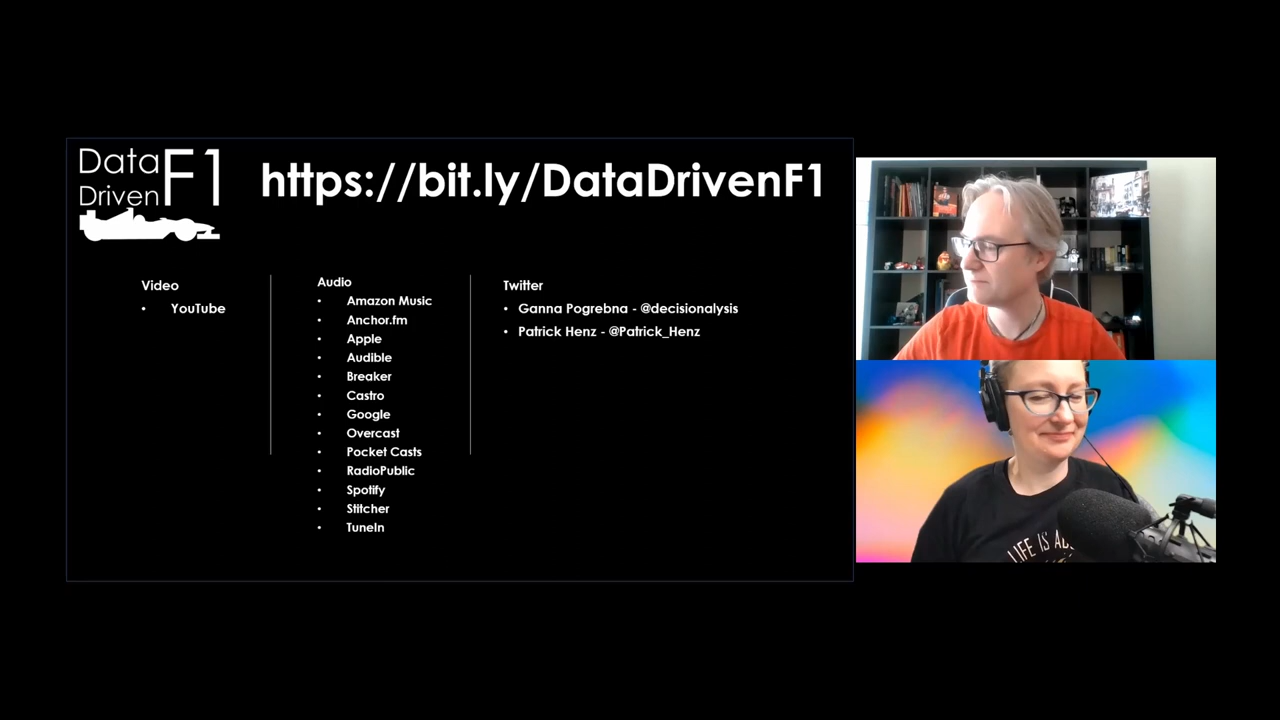 Data
Driven
F1
https://bit.ly/DataDrivenF1
Video
• YouTube
Audio
• Amazon Music
• Anchor.fm
• Apple
• Audible
• Breaker
• Castro
• Google
• Overcast
• Pocket Casts
• RadioPublic
• Spotify
• Stitcher
• TuneIn
Twitter
• Ganna Pogrebna - @decisionalysis
• Patrick Henz - @Patrick_Henz
LIFE IS